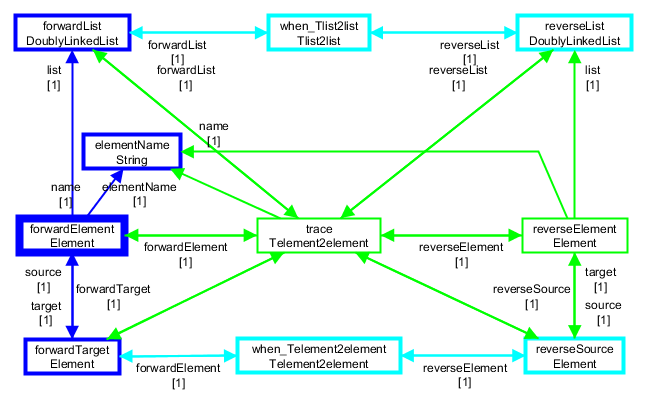 forwardList
DoublyLinkedList
when_Tlist2list
Tlist2list
reverseList
DoublyLinkedList
forwardList
[1]
reverseList
[1]
list
[1]
forwardList
[1]
reverseList
[1]
list
[1]
name
[1]
elementName
String
name
[1]
elementName
[1]
forwardElement
Element
trace
Telement2element
reverseElement
Element
forwardElement
[1]
reverseElement
[1]
source
[1]
target
[1]
forwardTarget
[1]
reverseSource
[1]
target
[1]
source
[1]
forwardTarget
Element
when_Telement2element
Telement2element
reverseSource
Element
forwardElement
[1]
reverseElement
[1]